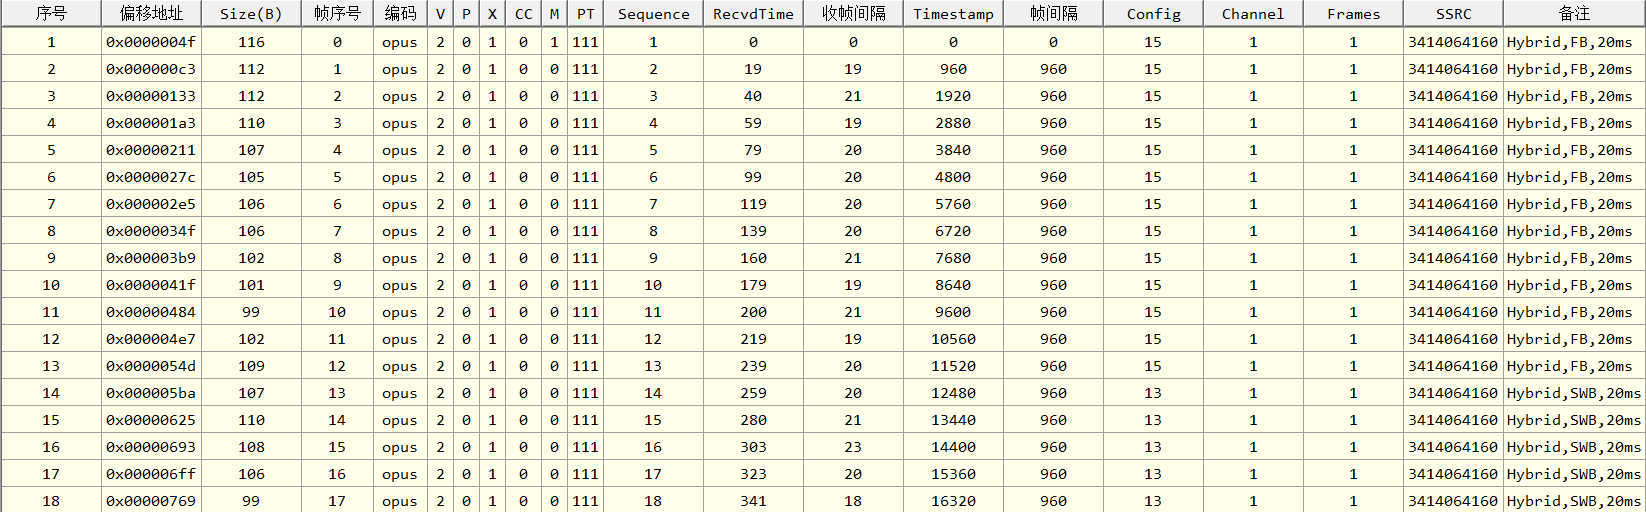 序号 偏移地址 Size(B) 帧序号 编码 V P X CC M PT Sequence RecvdTime 收帧间隔 Timestamp 帧间隔 Config Channel Frames SSRC 备注
1 0x0000004f 116 0 opus 2 0 1 0 1 111 1 0 0 0 0 15 1 1 3414064160 Hybrid,FB,20ms
2 0x000000c3 112 1 opus 2 0 1 0 0 111 2 19 19 960 960 15 1 1 3414064160 Hybrid,FB,20ms
3 0x00000133 112 2 opus 2 0 1 0 0 111 3 40 21 1920 960 15 1 1 3414064160 Hybrid,FB,20ms
4 0x000001a3 110 3 opus 2 0 1 0 0 111 4 59 19 2880 960 15 1 1 3414064160 Hybrid,FB,20ms
5 0x00000211 107 4 opus 2 0 1 0 0 111 5 79 20 3840 960 15 1 1 3414064160 Hybrid,FB,20ms
6 0x0000027c 105 5 opus 2 0 1 0 0 111 6 99 20 4800 960 15 1 1 3414064160 Hybrid,FB,20ms
7 0x000002e5 106 6 opus 2 0 1 0 0 111 7 119 20 5760 960 15 1 1 3414064160 Hybrid,FB,20ms
8 0x0000034f 106 7 opus 2 0 1 0 0 111 8 139 20 6720 960 15 1 1 3414064160 Hybrid,FB,20ms
9 0x000003b9 102 8 opus 2 0 1 0 0 111 9 160 21 7680 960 15 1 1 3414064160 Hybrid,FB,20ms
10 0x0000041f 101 9 opus 2 0 1 0 0 111 10 179 19 8640 960 15 1 1 3414064160 Hybrid,FB,20ms
11 0x00000484 99 10 opus 2 0 1 0 0 111 11 200 21 9600 960 15 1 1 3414064160 Hybrid,FB,20ms
12 0x000004e7 102 11 opus 2 0 1 0 0 111 12 219 19 10560 960 15 1 1 3414064160 Hybrid,FB,20ms
13 0x0000054d 109 12 opus 2 0 1 0 0 111 13 239 20 11520 960 15 1 1 3414064160 Hybrid,FB,20ms
14 0x000005ba 107 13 opus 2 0 1 0 0 111 14 259 20 12480 960 13 1 1 3414064160 Hybrid,SWB,20ms
15 0x00000625 110 14 opus 2 0 1 0 0 111 15 280 21 13440 960 13 1 1 3414064160 Hybrid,SWB,20ms
16 0x00000693 108 15 opus 2 0 1 0 0 111 16 303 23 14400 960 13 1 1 3414064160 Hybrid,SWB,20ms
17 0x000006ff 106 16 opus 2 0 1 0 0 111 17 323 20 15360 960 13 1 1 3414064160 Hybrid,SWB,20ms
18 0x00000769 99 17 opus 2 0 1 0 0 111 18 341 18 16320 960 13 1 1 3414064160 Hybrid,SWB,20ms